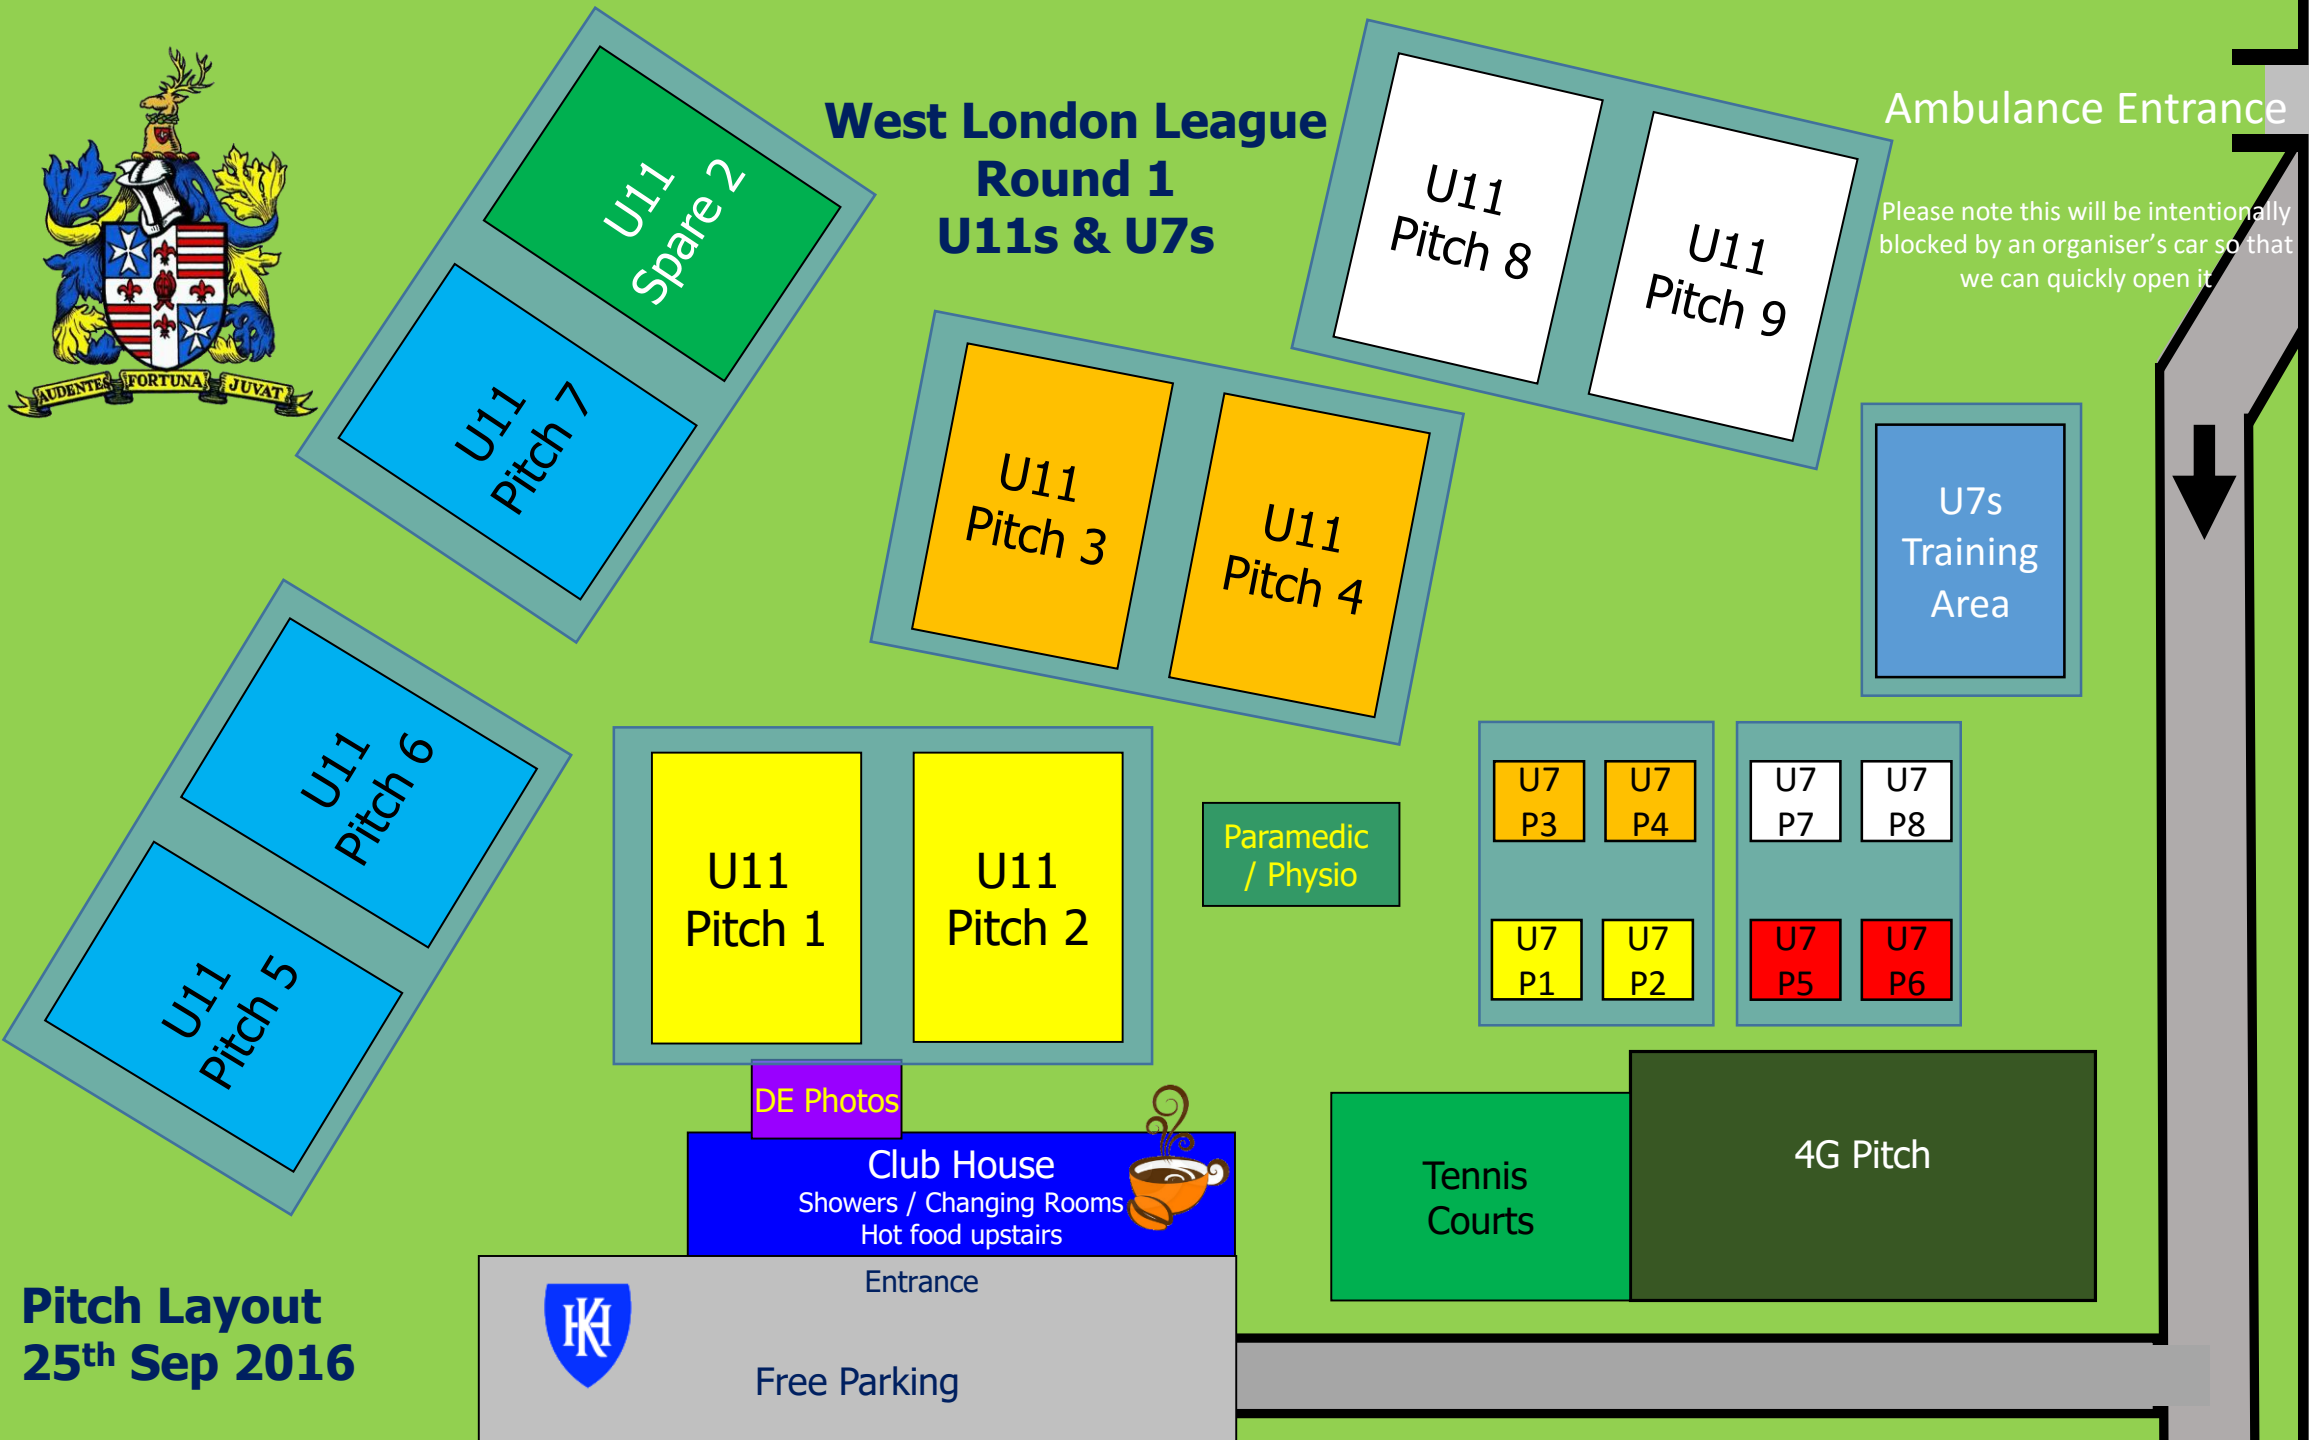 West London League
Round 1
U11s & U7s
AUDENTES FORTUNA JUVAT
U11
Spare 2
U11
Pitch 7
U11
Pitch 8
U11
Pitch 9
Ambulance Entrance
Please note this will be intentionally
blocked by an organiser's car so that
we can quickly open it
U11
Pitch 3
U11
Pitch 4
U7s
Training
Area
U11
Pitch 6
U11
Pitch 5
U11
Pitch 1
U11
Pitch 2
Paramedic
/ Physio
U7
P3
U7
P4
U7
P7
U7
P8
U7
P1
U7
P2
U7
P5
U7
P6
DE Photos
Club House
Showers / Changing Rooms
Hot food upstairs
Tennis
Courts
4G Pitch
Entrance
HK
Free Parking
Pitch Layout
25th Sep 2016